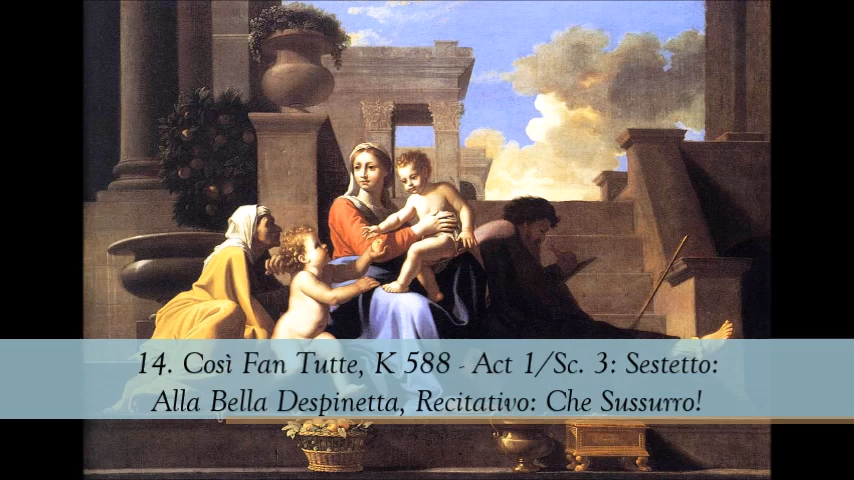 14. Così Fan Tutte, K 588 - Act 1/Sc. 3: Sestetto:
Alla Bella Despinetta, Recitativo: Che Sussurro!